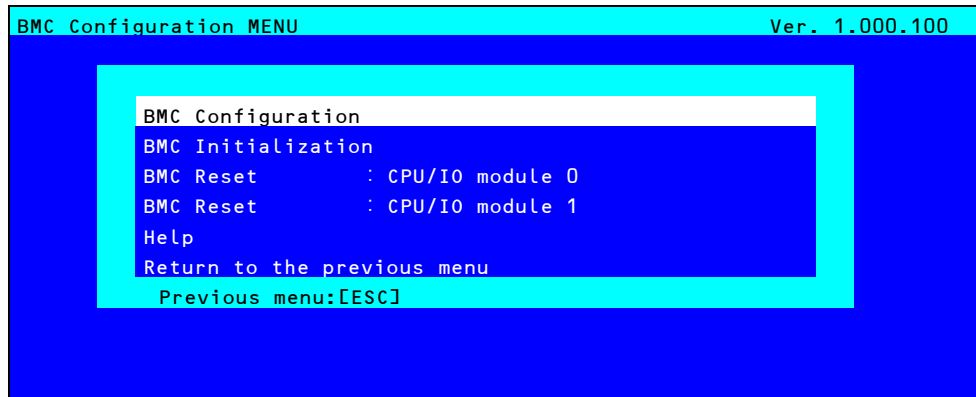 BMC Configuration MENU Ver. 1.000.100
BMC Configuration
BMC Initialization
BMC Reset : CPU/IO module 0
BMC Reset : CPU/IO module 1
Help
Return to the previous menu
Previous menu:[ESC]